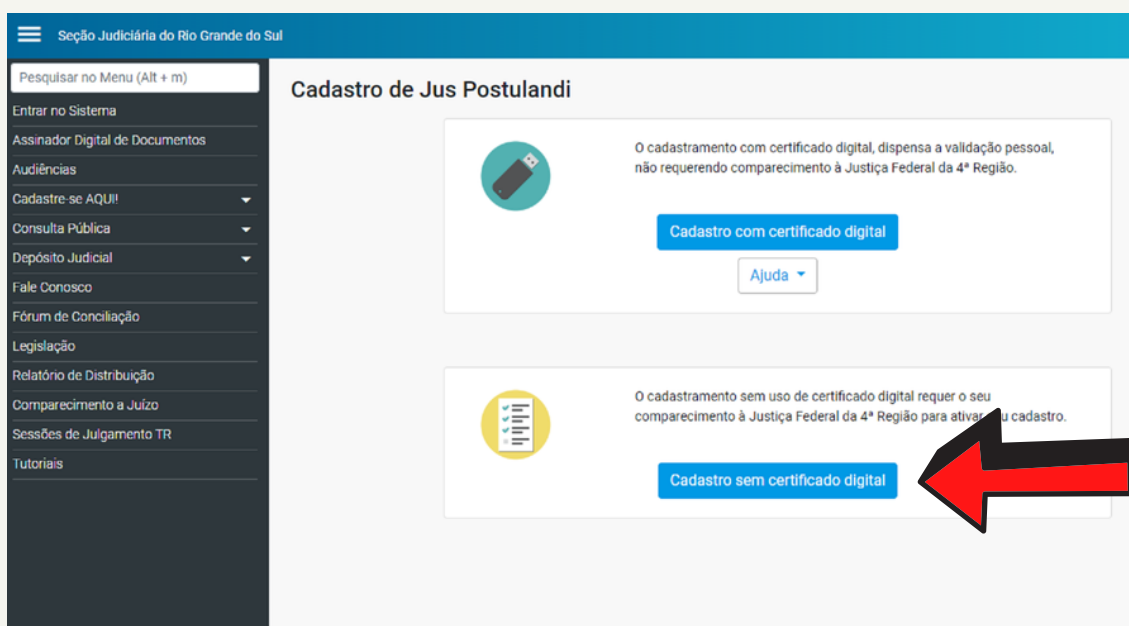 Seção Judiciária do Rio Grande do Sul
Pesquisar no Menu (Alt + m)
Entrar no Sistema
Assinador Digital de Documentos
Audiências
Cadastre-se AQUI!
Consulta Pública
Depósito Judicial
Fale Conosco
Fórum de Conciliação
Legislação
Relatório de Distribuição
Comparecimento a Juízo
Sessões de Julgamento TR
Tutoriais
Cadastro de Jus Postulandi
O cadastramento com certificado digital, dispensa a validação pessoal,
não requerendo comparecimento à Justiça Federal da 4ª Região.
Cadastro com certificado digital
Ajuda
O cadastramento sem uso de certificado digital requer o seu
comparecimento à Justiça Federal da 4ª Região para ativar cadastro.
Cadastro sem certificado digital